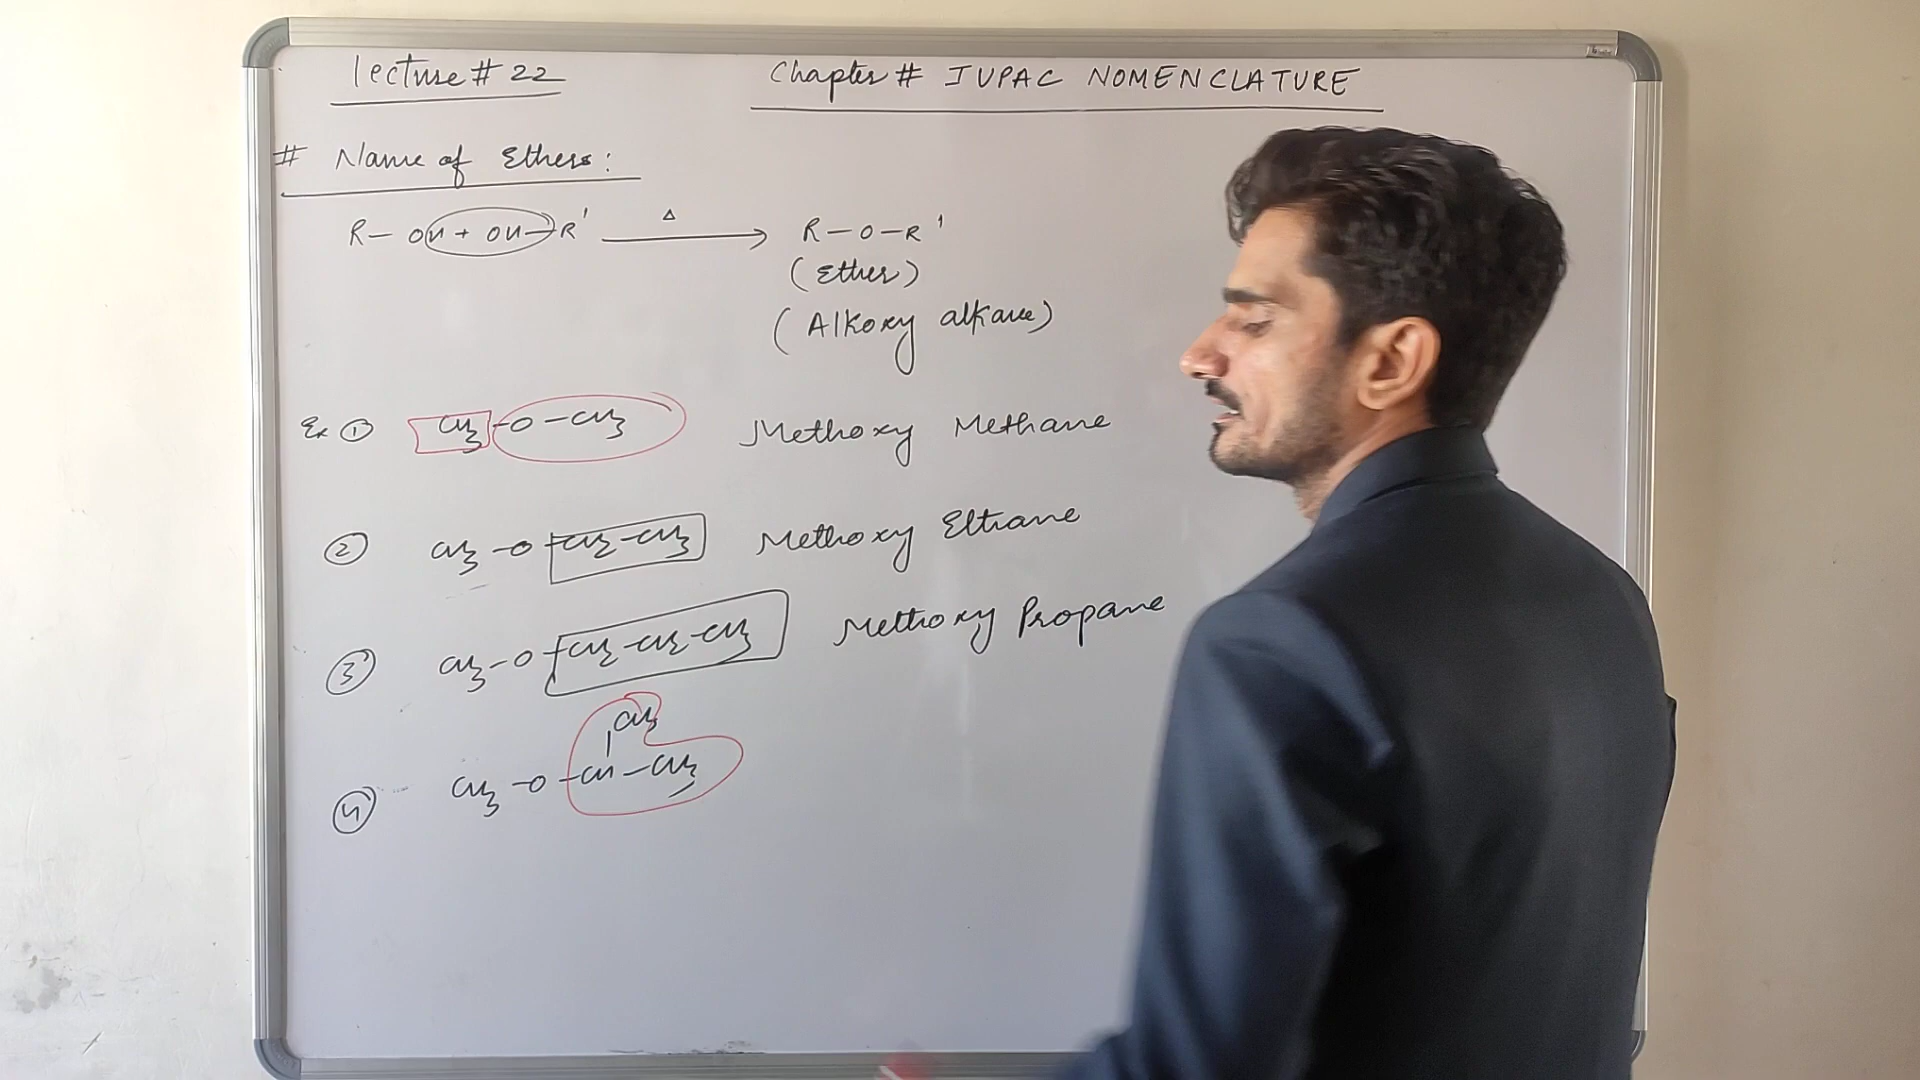 Lecture # 22
Chapter # IUPAC NOMENCLATURE
# Name of Ethers:
R— OH + OH —R' Δ→ R—O—R'
(Ether)
(Alkoxy alkane)
Ex ① CH3-O-CH3 Methoxy Methane
② CH3-O-CH2-CH3 Methoxy Ethane
③ CH3-O-CH2-CH2-CH3 Methoxy Propane
CH3
|
④ CH3-O-CH-CH3